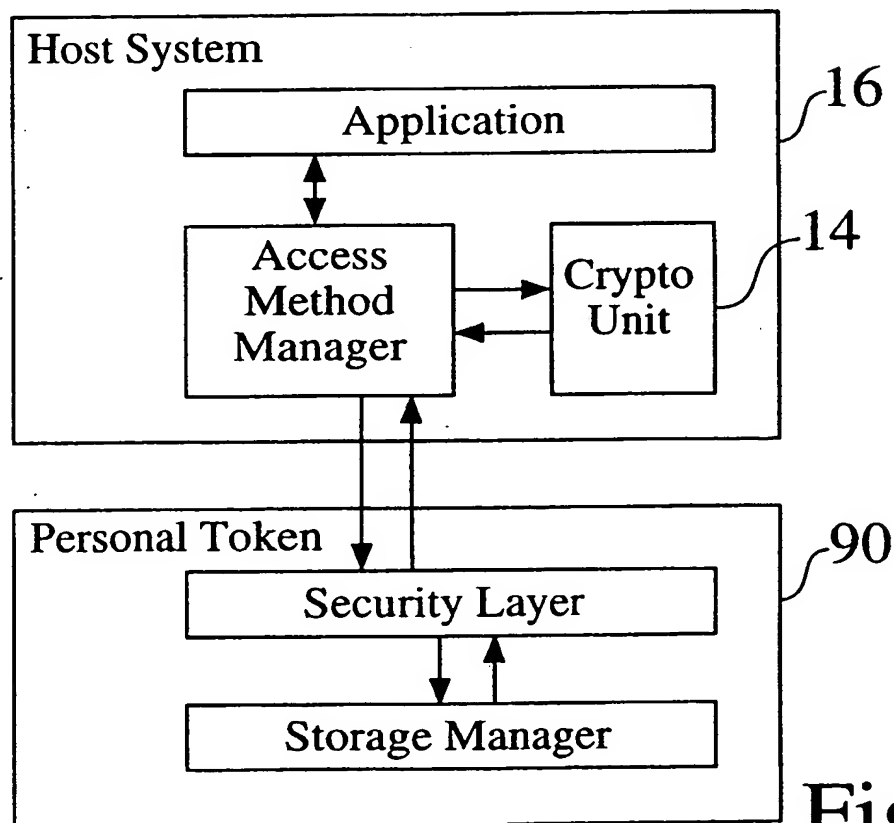 Host System
16
Application
Access
Method
Manager
Crypto
Unit
14
Personal Token
90
Security Layer
Storage Manager